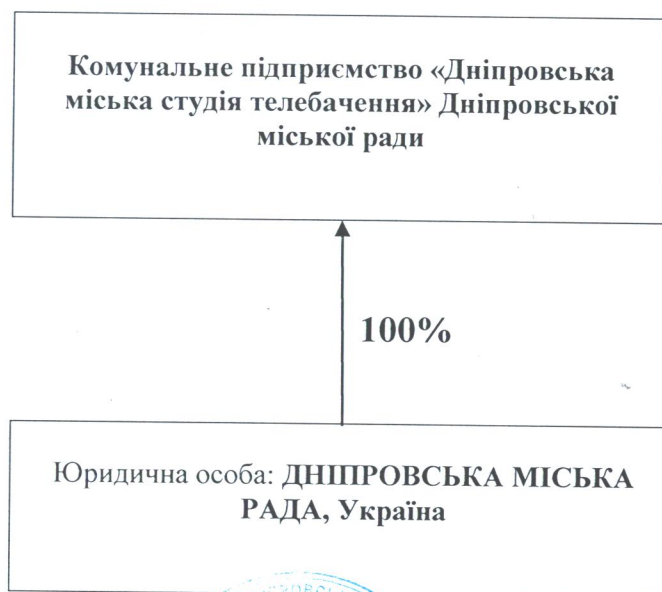 Комунальне підприємство «Дніпровська
міська студія телебачення» Дніпровської
міської ради
100%
Юридична особа: ДНІПРОВСЬКА МІСЬКА
РАДА, Україна